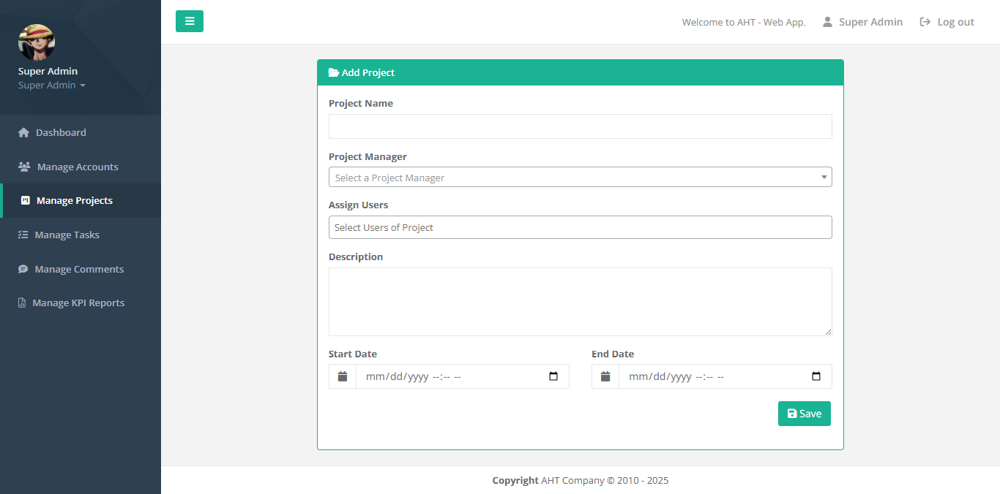 Super Admin
Super Admin
Dashboard
Manage Accounts
Manage Projects
Manage Tasks
Manage Comments
Manage KPI Reports
Welcome to AHT - Web App. Super Admin Log out
Add Project
Project Name
Project Manager
Select a Project Manager
Assign Users
Select Users of Project
Description
Start Date End Date
mm/dd/yyyy --:-- -- mm/dd/yyyy --:-- --
Save
Copyright AHT Company © 2010 - 2025